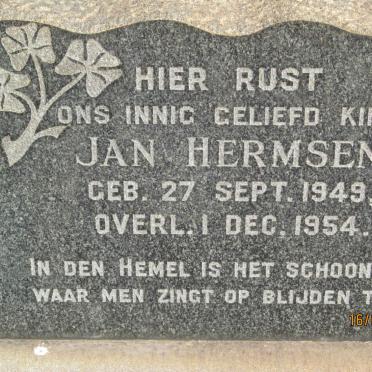 HIER RUST
ONS INNIG GELIEFD
JAN HERMSEN
GEB. 27 SEPT. 1949.
OVERL. 1 DEC. 1954.
IN DEN HEMEL IS HET SCHOON
WAAR MEN ZINGT OP BLIJDEN
16/